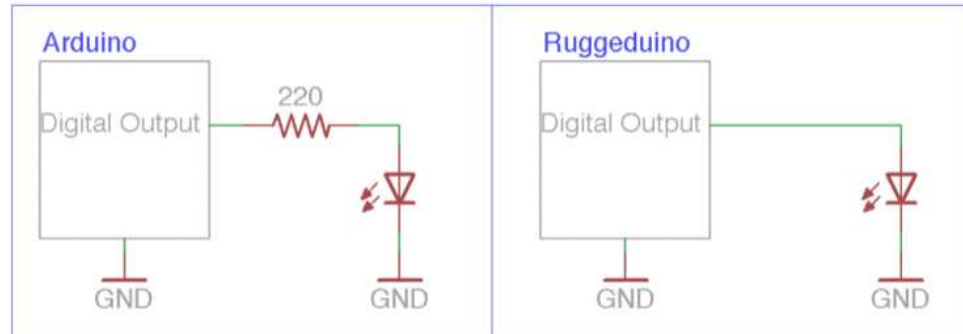 Arduino
220
Digital Output
GND
GND
Ruggeduino
Digital Output
GND
GND